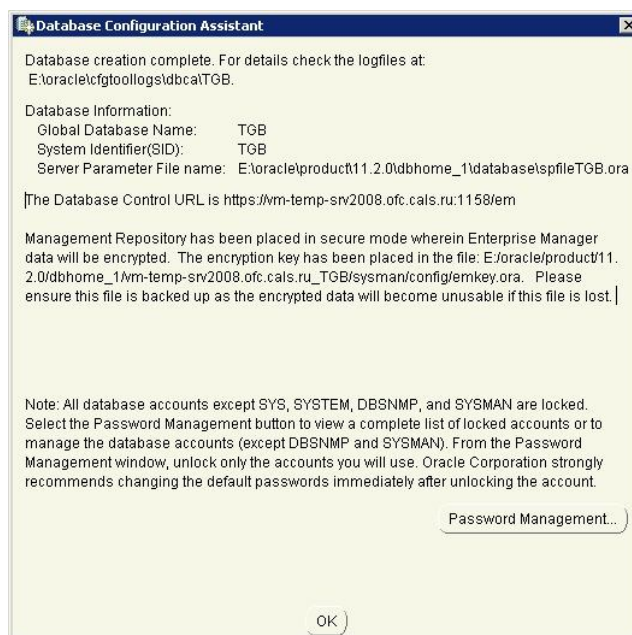 Database Configuration Assistant
Database creation complete. For details check the logfiles at:
E:\oracle\cfgtoollogs\dbca\TGB.
Database Information:
Global Database Name: TGB
System Identifier(SID): TGB
Server Parameter File name: E:\oracle\product\11.2.0\dbhome_1\database\spfileTGB.ora
The Database Control URL is https://vm-temp-srv2008.ofc.cals.ru:1158/em
Management Repository has been placed in secure mode wherein Enterprise Manager
data will be encrypted. The encryption key has been placed in the file: E:/oracle/product/11.
2.0/dbhome_1/vm-temp-srv2008.ofc.cals.ru_TGB/sysman/config/emkey.ora. Please
ensure this file is backed up as the encrypted data will become unusable if this file is lost.
Note: All database accounts except SYS, SYSTEM, DBSNMP, and SYSMAN are locked.
Select the Password Management button to view a complete list of locked accounts or to
manage the database accounts (except DBSNMP and SYSMAN). From the Password
Management window, unlock only the accounts you will use. Oracle Corporation strongly
recommends changing the default passwords immediately after unlocking the account.
Password Management...
OK